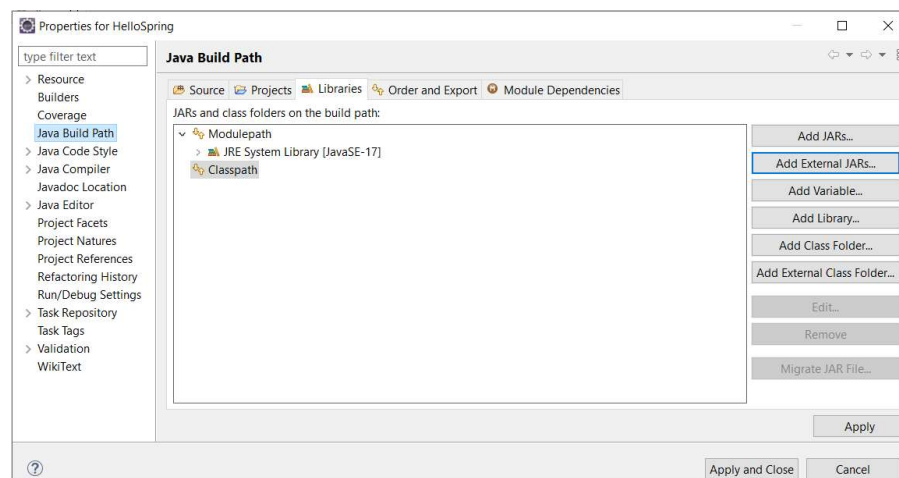 Properties for HelloSpring
type filter text
Resource
Builders
Coverage
Java Build Path
Java Code Style
Java Compiler
Javadoc Location
Java Editor
Project Facets
Project Natures
Project References
Refactoring History
Run/Debug Settings
Task Repository
Task Tags
Validation
WikiText
Java Build Path
Source Projects Libraries Order and Export Module Dependencies
JARs and class folders on the build path:
Modulepath
JRE System Library [JavaSE-17]
Classpath
Add JARs...
Add External JARs...
Add Variable...
Add Library...
Add Class Folder...
Add External Class Folder...
Edit...
Remove
Migrate JAR File...
Apply
? Apply and Close Cancel